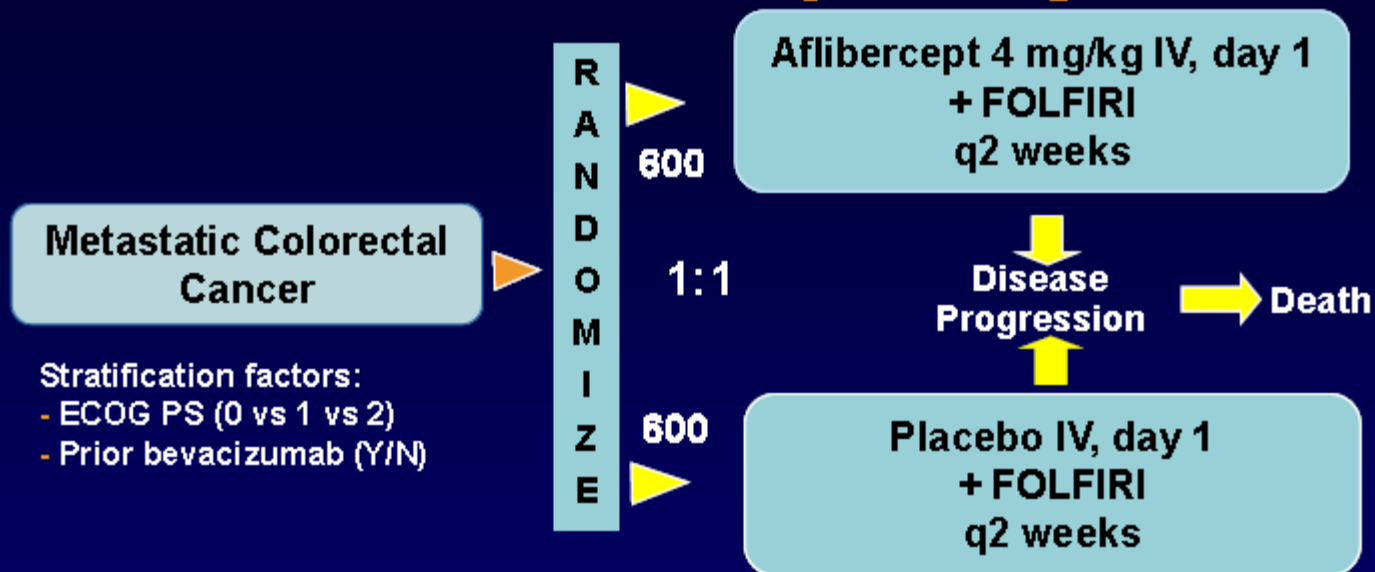 Metastatic Colorectal
Cancer
Stratification factors:
- ECOG PS (0 vs 1 vs 2)
- Prior bevacizumab (Y/N)
R
A
N
D
O
M
I
Z
E
600
1:1
600
Aflibercept 4 mg/kg IV, day 1
+ FOLFIRI
q2 weeks
Disease
Progression
Death
Placebo IV, day 1
+ FOLFIRI
q2 weeks